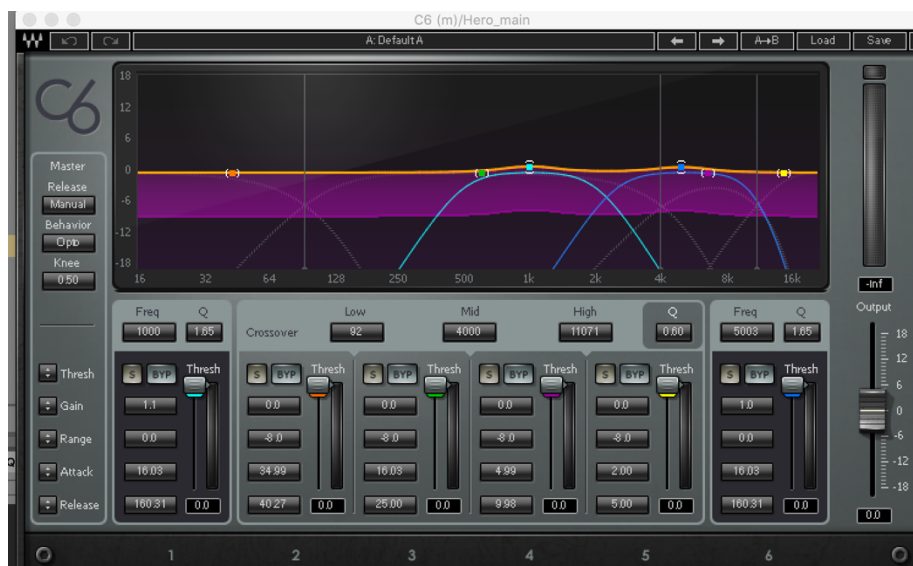 C6 (m)/Hero_main
A: Default A
A→B Load Save
C6
18
12
6
0
-6
-12
-18
16 32 64 128 250 500 1k 2k 4k 8k 16k
Master
Release
Manual
Behavior
Opto
Knee
0.50
-Inf
Output
18
12
6
0
-6
-12
-18
0.0
Freq Q
1000 1.65
Crossover
Low Mid High Q
92 4000 11071 0.60
Freq Q
5003 1.65
S BYP Thresh S BYP Thresh S BYP Thresh S BYP Thresh S BYP Thresh S BYP Thresh
Thresh
Gain 1.1 0.0 0.0 0.0 0.0 1.0
Range 0.0 -8.0 -8.0 -8.0 -8.0 0.0
Attack 16.03 34.99 16.03 4.99 2.00 16.03
Release 160.31 0.0 40.27 0.0 25.00 0.0 9.98 0.0 5.00 0.0 160.31 0.0
1 2 3 4 5 6